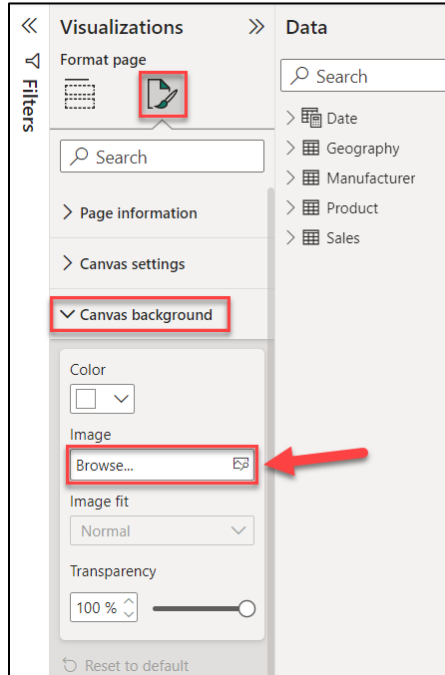 Visualizations
Data
Filters
Format page
Search
Search
Date
Geography
Manufacturer
Product
Sales
Page information
Canvas settings
Canvas background
Color
Image
Browse...
Image fit
Normal
Transparency
100 %
Reset to default